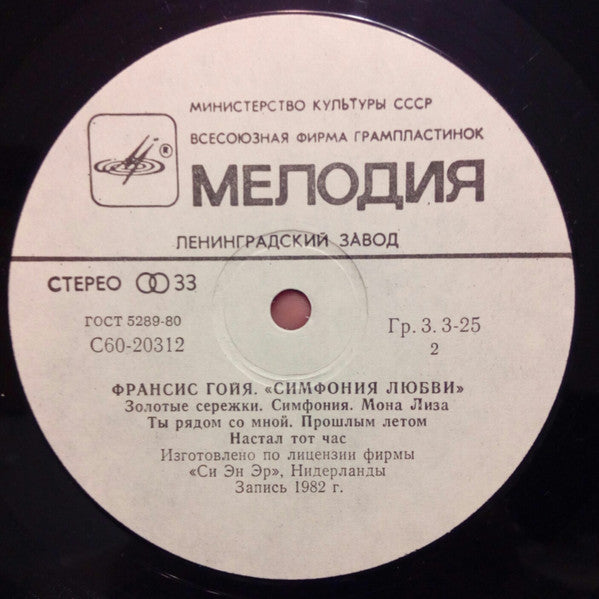 МИНИСТЕРСТВО КУЛЬТУРЫ СССР
ВСЕСОЮЗНАЯ ФИРМА ГРАМПЛАСТИНОК
®
МЕЛОДИЯ
ЛЕНИНГРАДСКИЙ ЗАВОД
СТЕРЕО 33
ГОСТ 5289-80
Гр. 3. 3-25
С60-20312
2
ФРАНСИС ГОЙЯ. «СИМФОНИЯ ЛЮБВИ»
Золотые сережки. Симфония. Мона Лиза
Ты рядом со мной. Прошлым летом
Настал тот час
Изготовлено по лицензии фирмы
«Си Эн Эр», Нидерланды
Запись 1982 г.